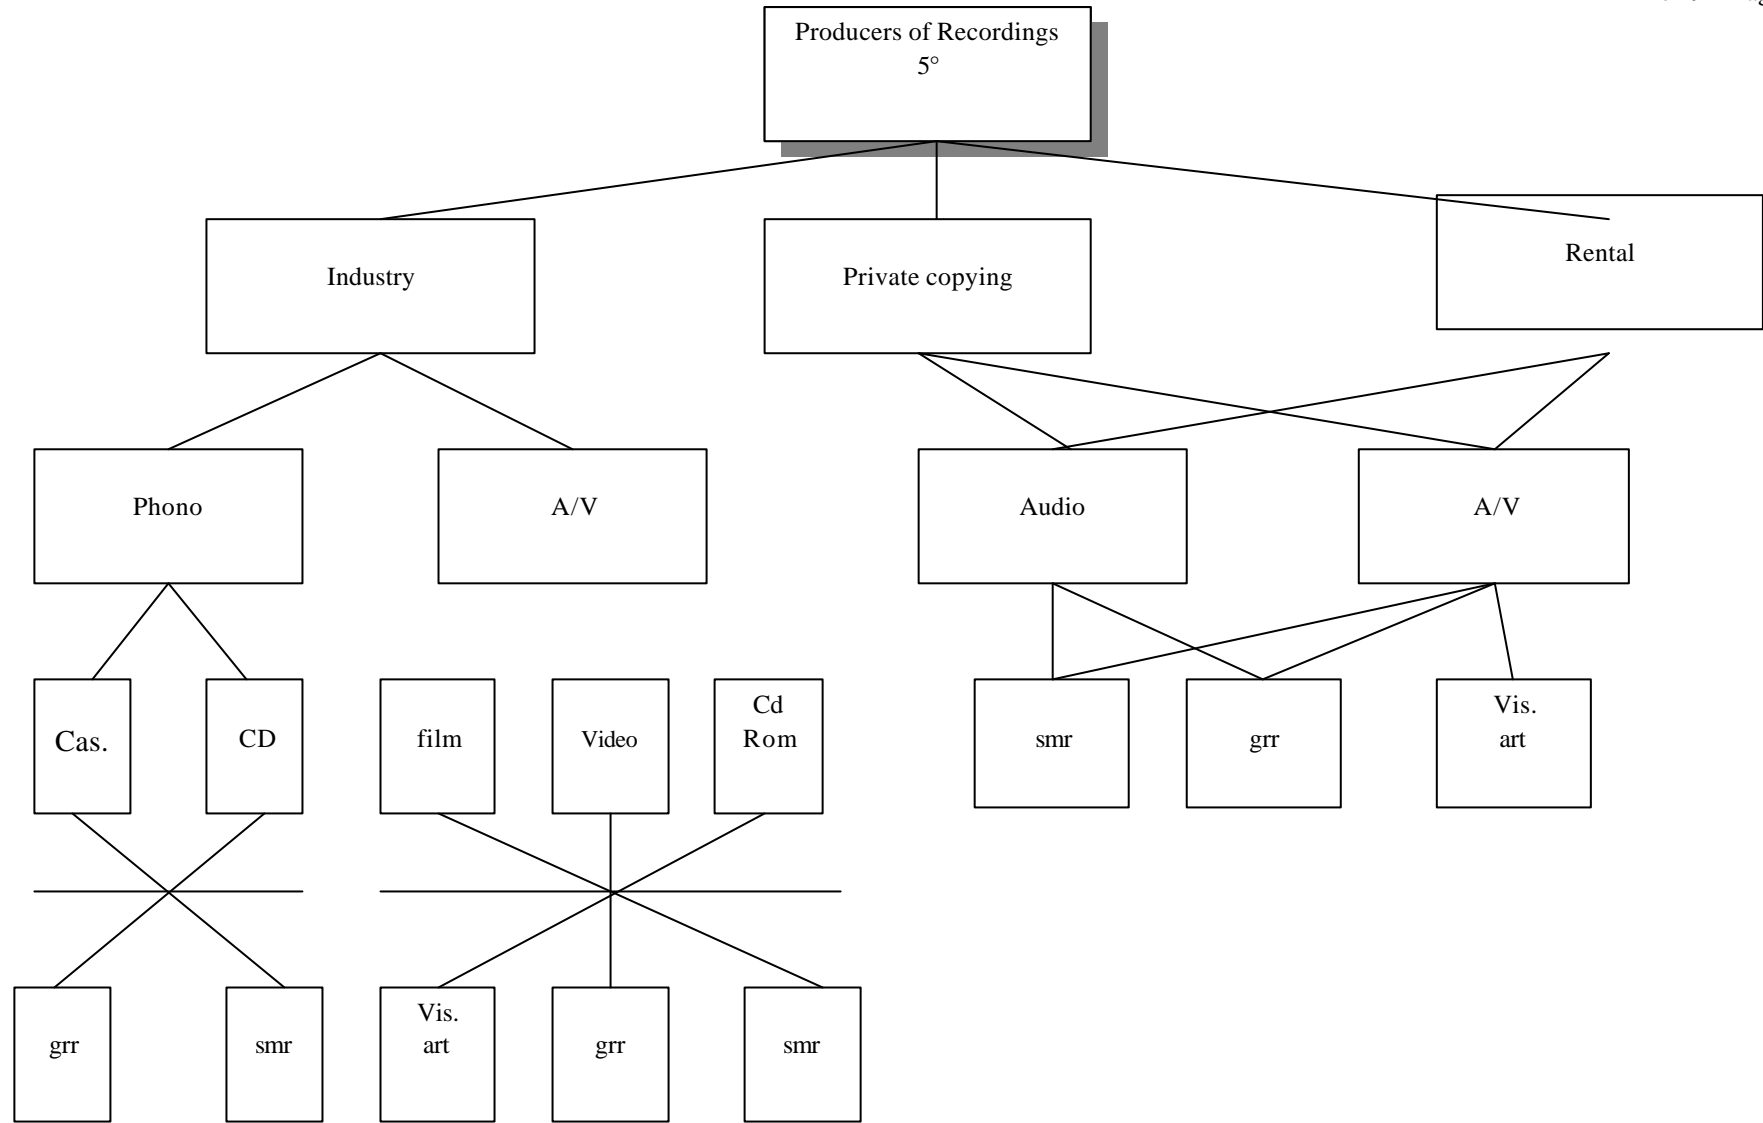 Producers of Recordings
5°
Industry
Private copying
Rental
Phono
A/V
Audio
A/V
Cas.
CD
film
Video
Cd
Rom
smr
grr
Vis.
art
grr
smr
Vis.
art
grr
smr